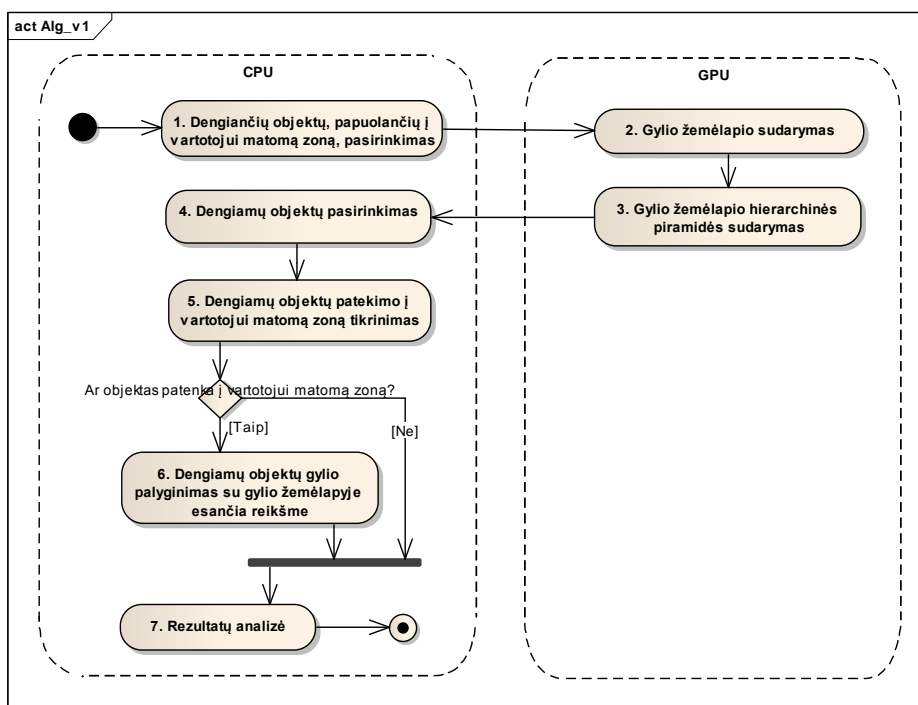 act Alg_v1
CPU
GPU
1. Dengiančių objektų, papuolančių į
vartotojui matomą zoną, pasirinkimas
2. Gylio žemėlapio sudarymas
3. Gylio žemėlapio hierarchinės
piramidės sudarymas
4. Dengiamų objektų pasirinkimas
5. Dengiamų objektų patekimo į
vartotojui matomą zoną tikrinimas
Ar objektas patenka į vartotojui matomą zoną?
[Taip]
[Ne]
6. Dengiamų objektų gylio
palyginimas su gylio žemėlapyje
esančia reikšme
7. Rezultatų analizė